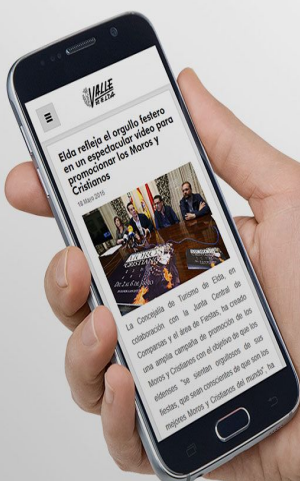 VALLE
DE ELDA
Elda refleja el orgullo festero
en un espectacular vídeo para
promocionar los Moros y
Cristianos
La Concejalía de Turismo de Elda, en
colaboración con la Junta Central de
Comparsas y el área de Fiestas, ha creado
una amplia campaña de promoción de los
Moros y Cristianos con el objetivo de que los
eldenses "se sientan orgullosos de sus
fiestas, que sean conscientes de que son los
mejores Moros y Cristianos del mundo", ha